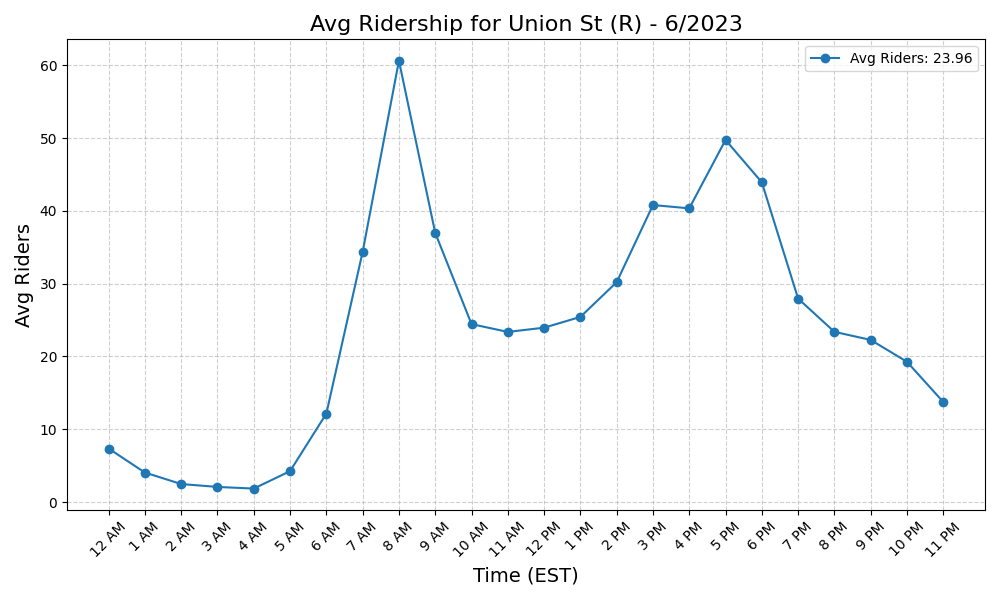 Avg Ridership for Union St (R) - 6/2023
Avg Riders: 23.96
Avg Riders
60
50
40
30
20
10
0
12 AM 1 AM 2 AM 3 AM 4 AM 5 AM 6 AM 7 AM 8 AM 9 AM 10 AM 11 AM 12 PM 1 PM 2 PM 3 PM 4 PM 5 PM 6 PM 7 PM 8 PM 9 PM 10 PM 11 PM
Time (EST)